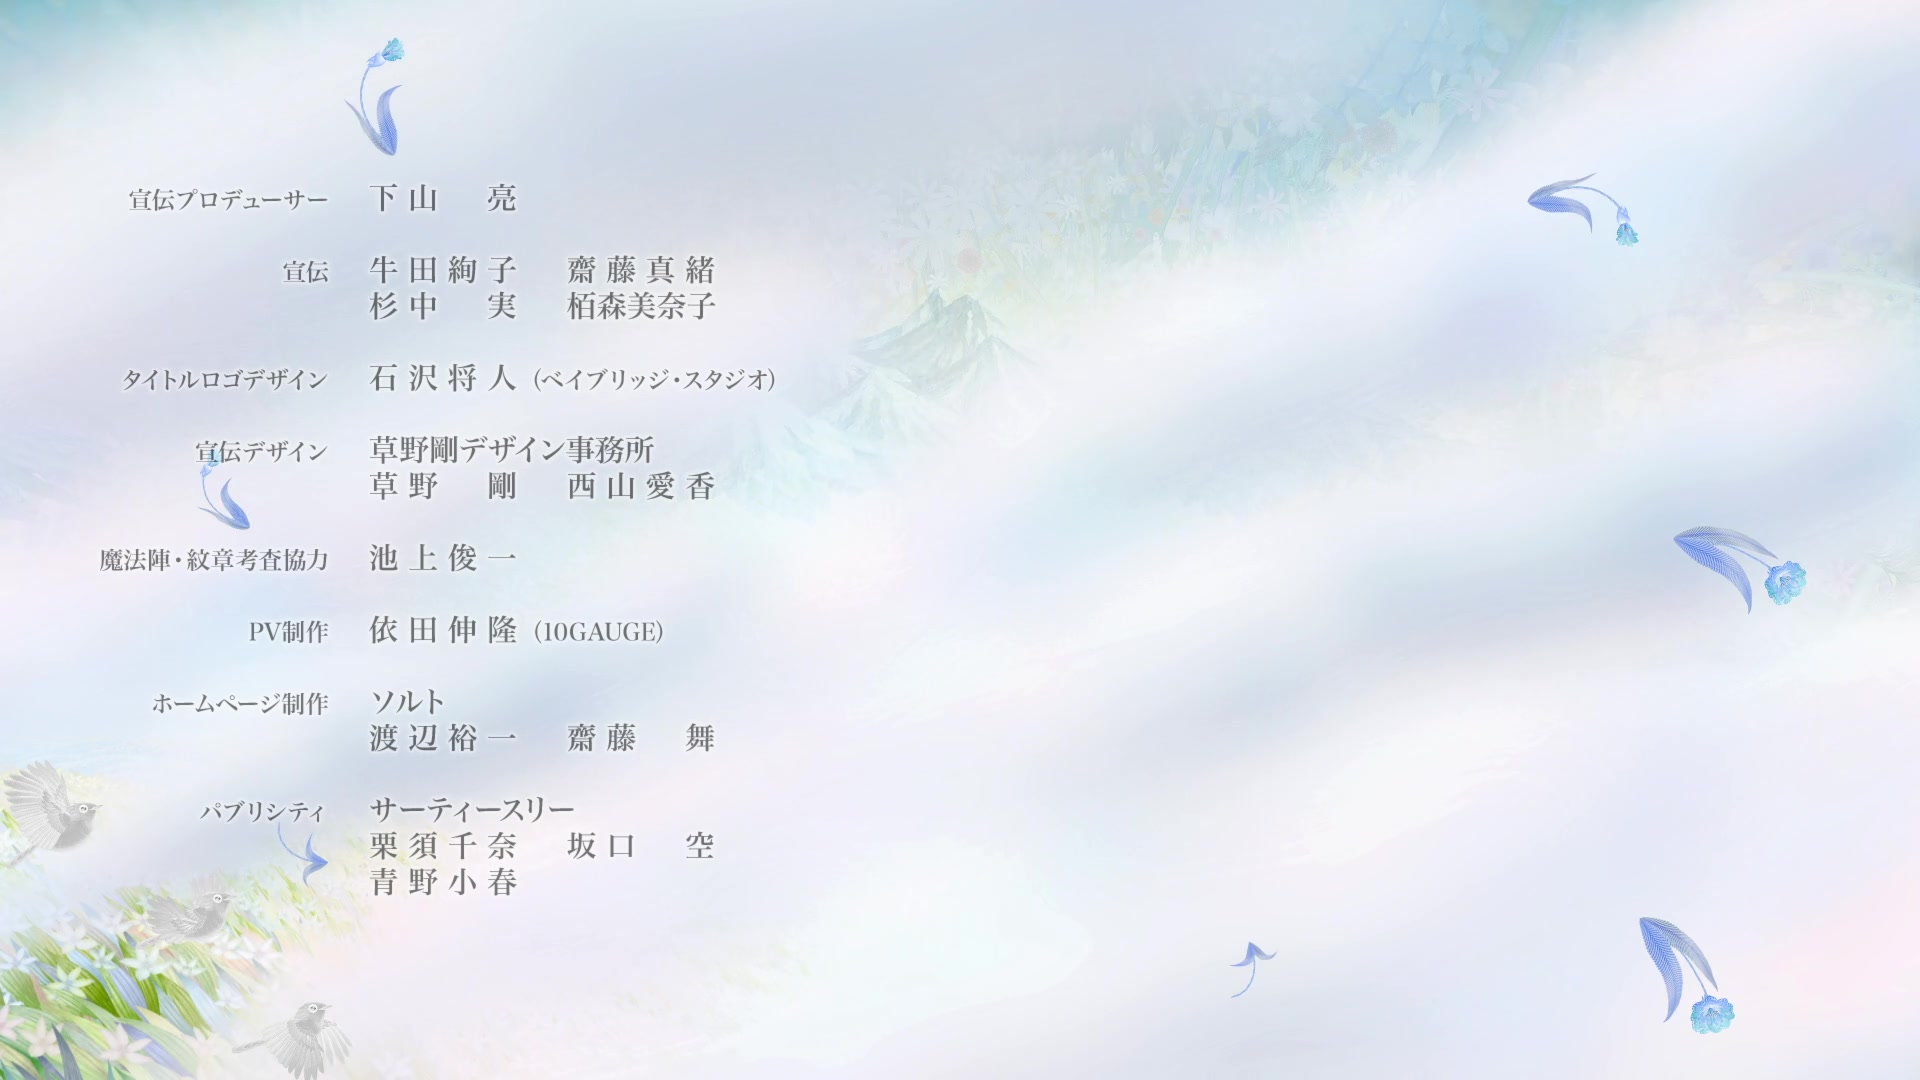 宣伝プロデューサー 下山 亮
宣伝 牛田絢子 齋藤真緒
杉中 実 栢森美奈子
タイトルロゴデザイン 石沢将人 (ベイブリッジ・スタジオ)
宣伝デザイン 草野剛デザイン事務所
草野 剛 西山愛香
魔法陣・紋章考査協力 池上俊一
PV制作 依田伸隆 (10GAUGE)
ホームページ制作 ソルト
渡辺裕一 齋藤 舞
パブリシティ サーティースリー
栗須千奈 坂口 空
青野小春